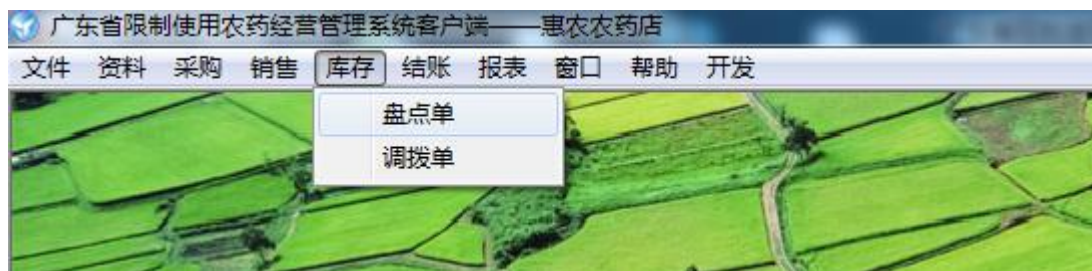 广东省限制使用农药经营管理系统客户端——惠农农药店
文件 资料 采购 销售 库存 结账 报表 窗口 帮助 开发
盘点单
调拨单